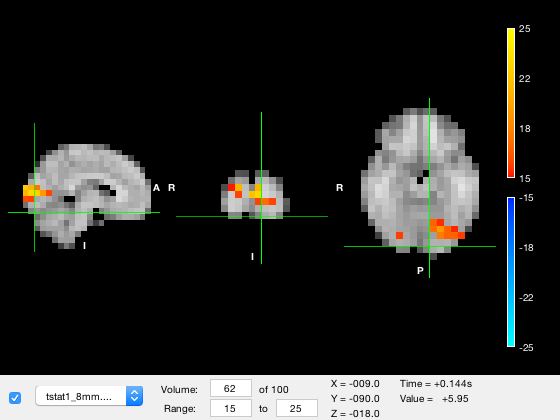 25
22
18
15
-15
-18
-22
-25
A R
R
I
I
P
tstat1_8mm....
Volume: 62 of 100
Range: 15 to 25
X = -009.0
Y = -090.0
Z = -018.0
Time = +0.144s
Value = +5.95